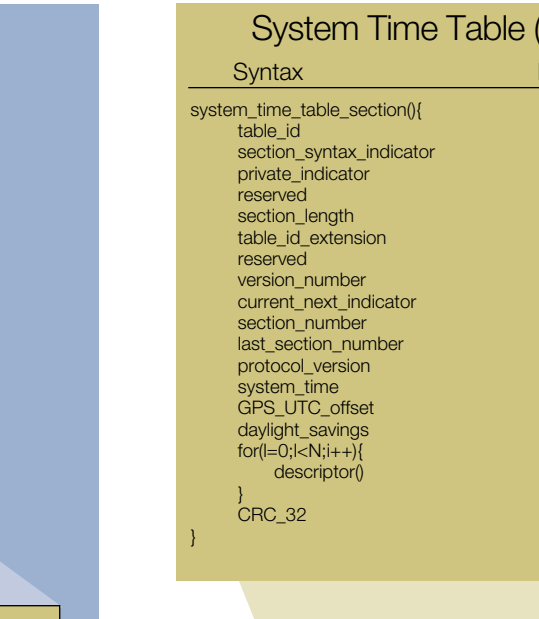 System Time Table (
Syntax
system_time_table_section(){
table_id
section_syntax_indicator
private_indicator
reserved
section_length
table_id_extension
reserved
version_number
current_next_indicator
section_number
last_section_number
protocol_version
system_time
GPS_UTC_offset
daylight_savings
for(I=0;I<N;i++){
descriptor()
}
CRC_32
}